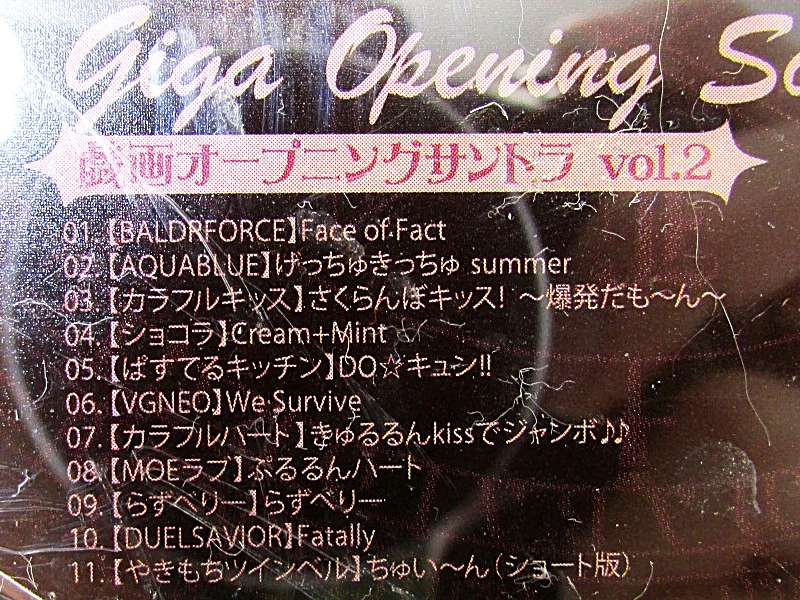 Giga Opening So
戯画オープニングサントラ vol.2
01.【BALDRFORCE】Face of Fact
02.【AQUABLUE】げっちゅきっちゅ summer
03.【カラフルキッス】さくらんぼキッス! ～爆発だも～ん～
04.【ショコラ】Cream+Mint
05.【ぱすてるキッチン】DO☆キュン!!
06.【VGNEO】We Survive
07.【カラフルハート】きゅるるんkissでジャンボ♪♪
08.【MOEラブ】ぷるるんハート
09.【らずベリー】らずベリー
10.【DUELSAVIOR】Fatally
11.【やきもちツインベル】ちゅい～ん（ショート版）